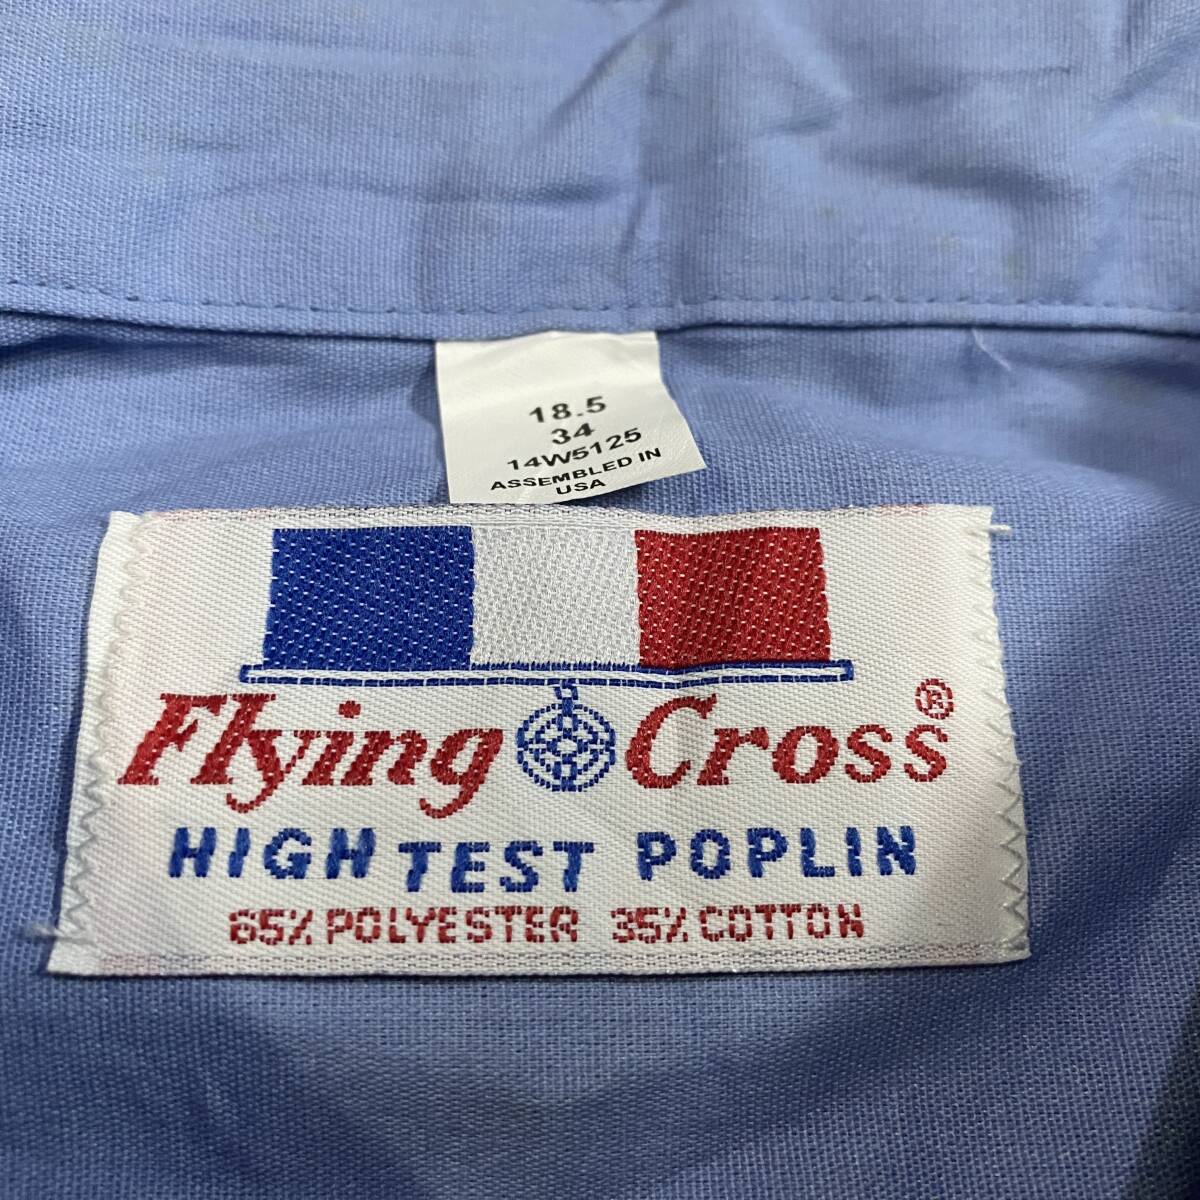 18.5
34
14W5125
ASSEMBLED IN
USA
Flying Cross®
HIGH TEST POPLIN
65% POLYESTER 35% COTTON